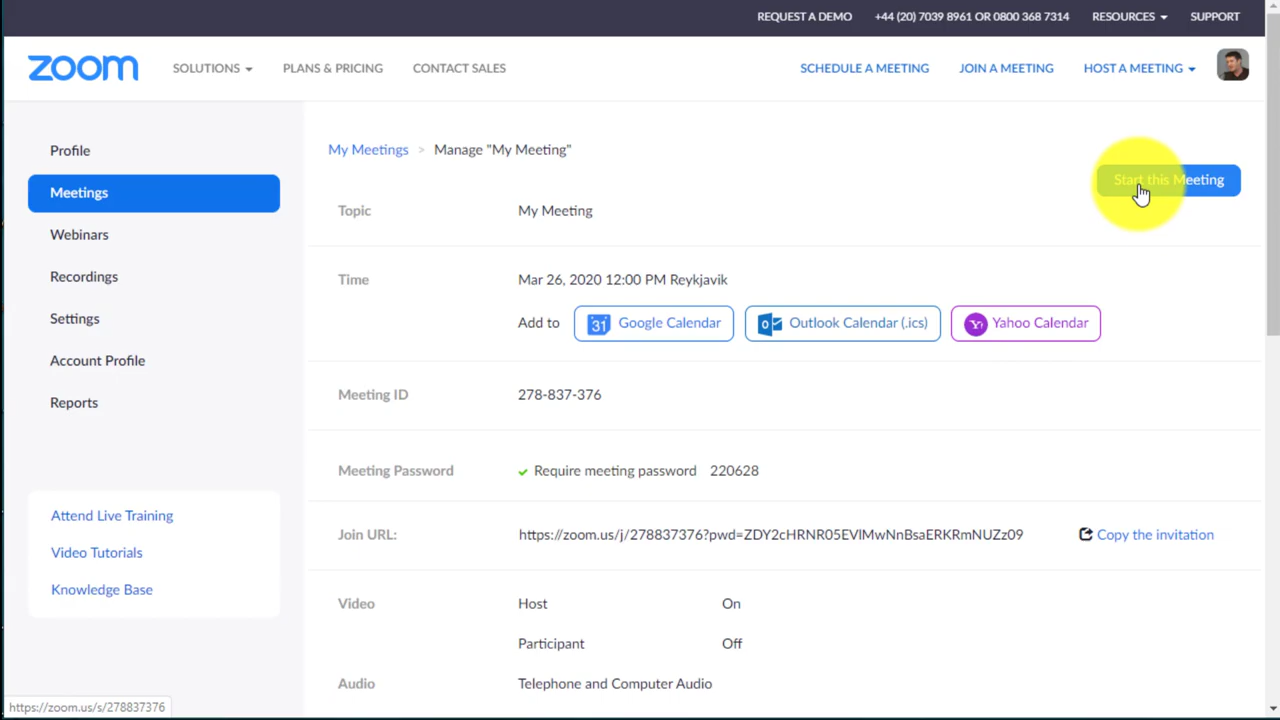 REQUEST A DEMO +44 (20) 7039 8961 OR 0800 368 7314 RESOURCES SUPPORT
zoom SOLUTIONS PLANS & PRICING CONTACT SALES SCHEDULE A MEETING JOIN A MEETING HOST A MEETING
Profile
Meetings
Webinars
Recordings
Settings
Account Profile
Reports
Attend Live Training
Video Tutorials
Knowledge Base
My Meetings > Manage "My Meeting"
Start this Meeting
Topic My Meeting
Time Mar 26, 2020 12:00 PM Reykjavik
Add to 31 Google Calendar Outlook Calendar (.ics) Yahoo Calendar
Meeting ID 278-837-376
Meeting Password Require meeting password 220628
Join URL: https://zoom.us/j/278837376?pwd=ZDY2cHRNR05EVlMwNnBsaERKRmNUZz09 Copy the invitation
Video Host On
Participant Off
Audio Telephone and Computer Audio
https://zoom.us/s/278837376